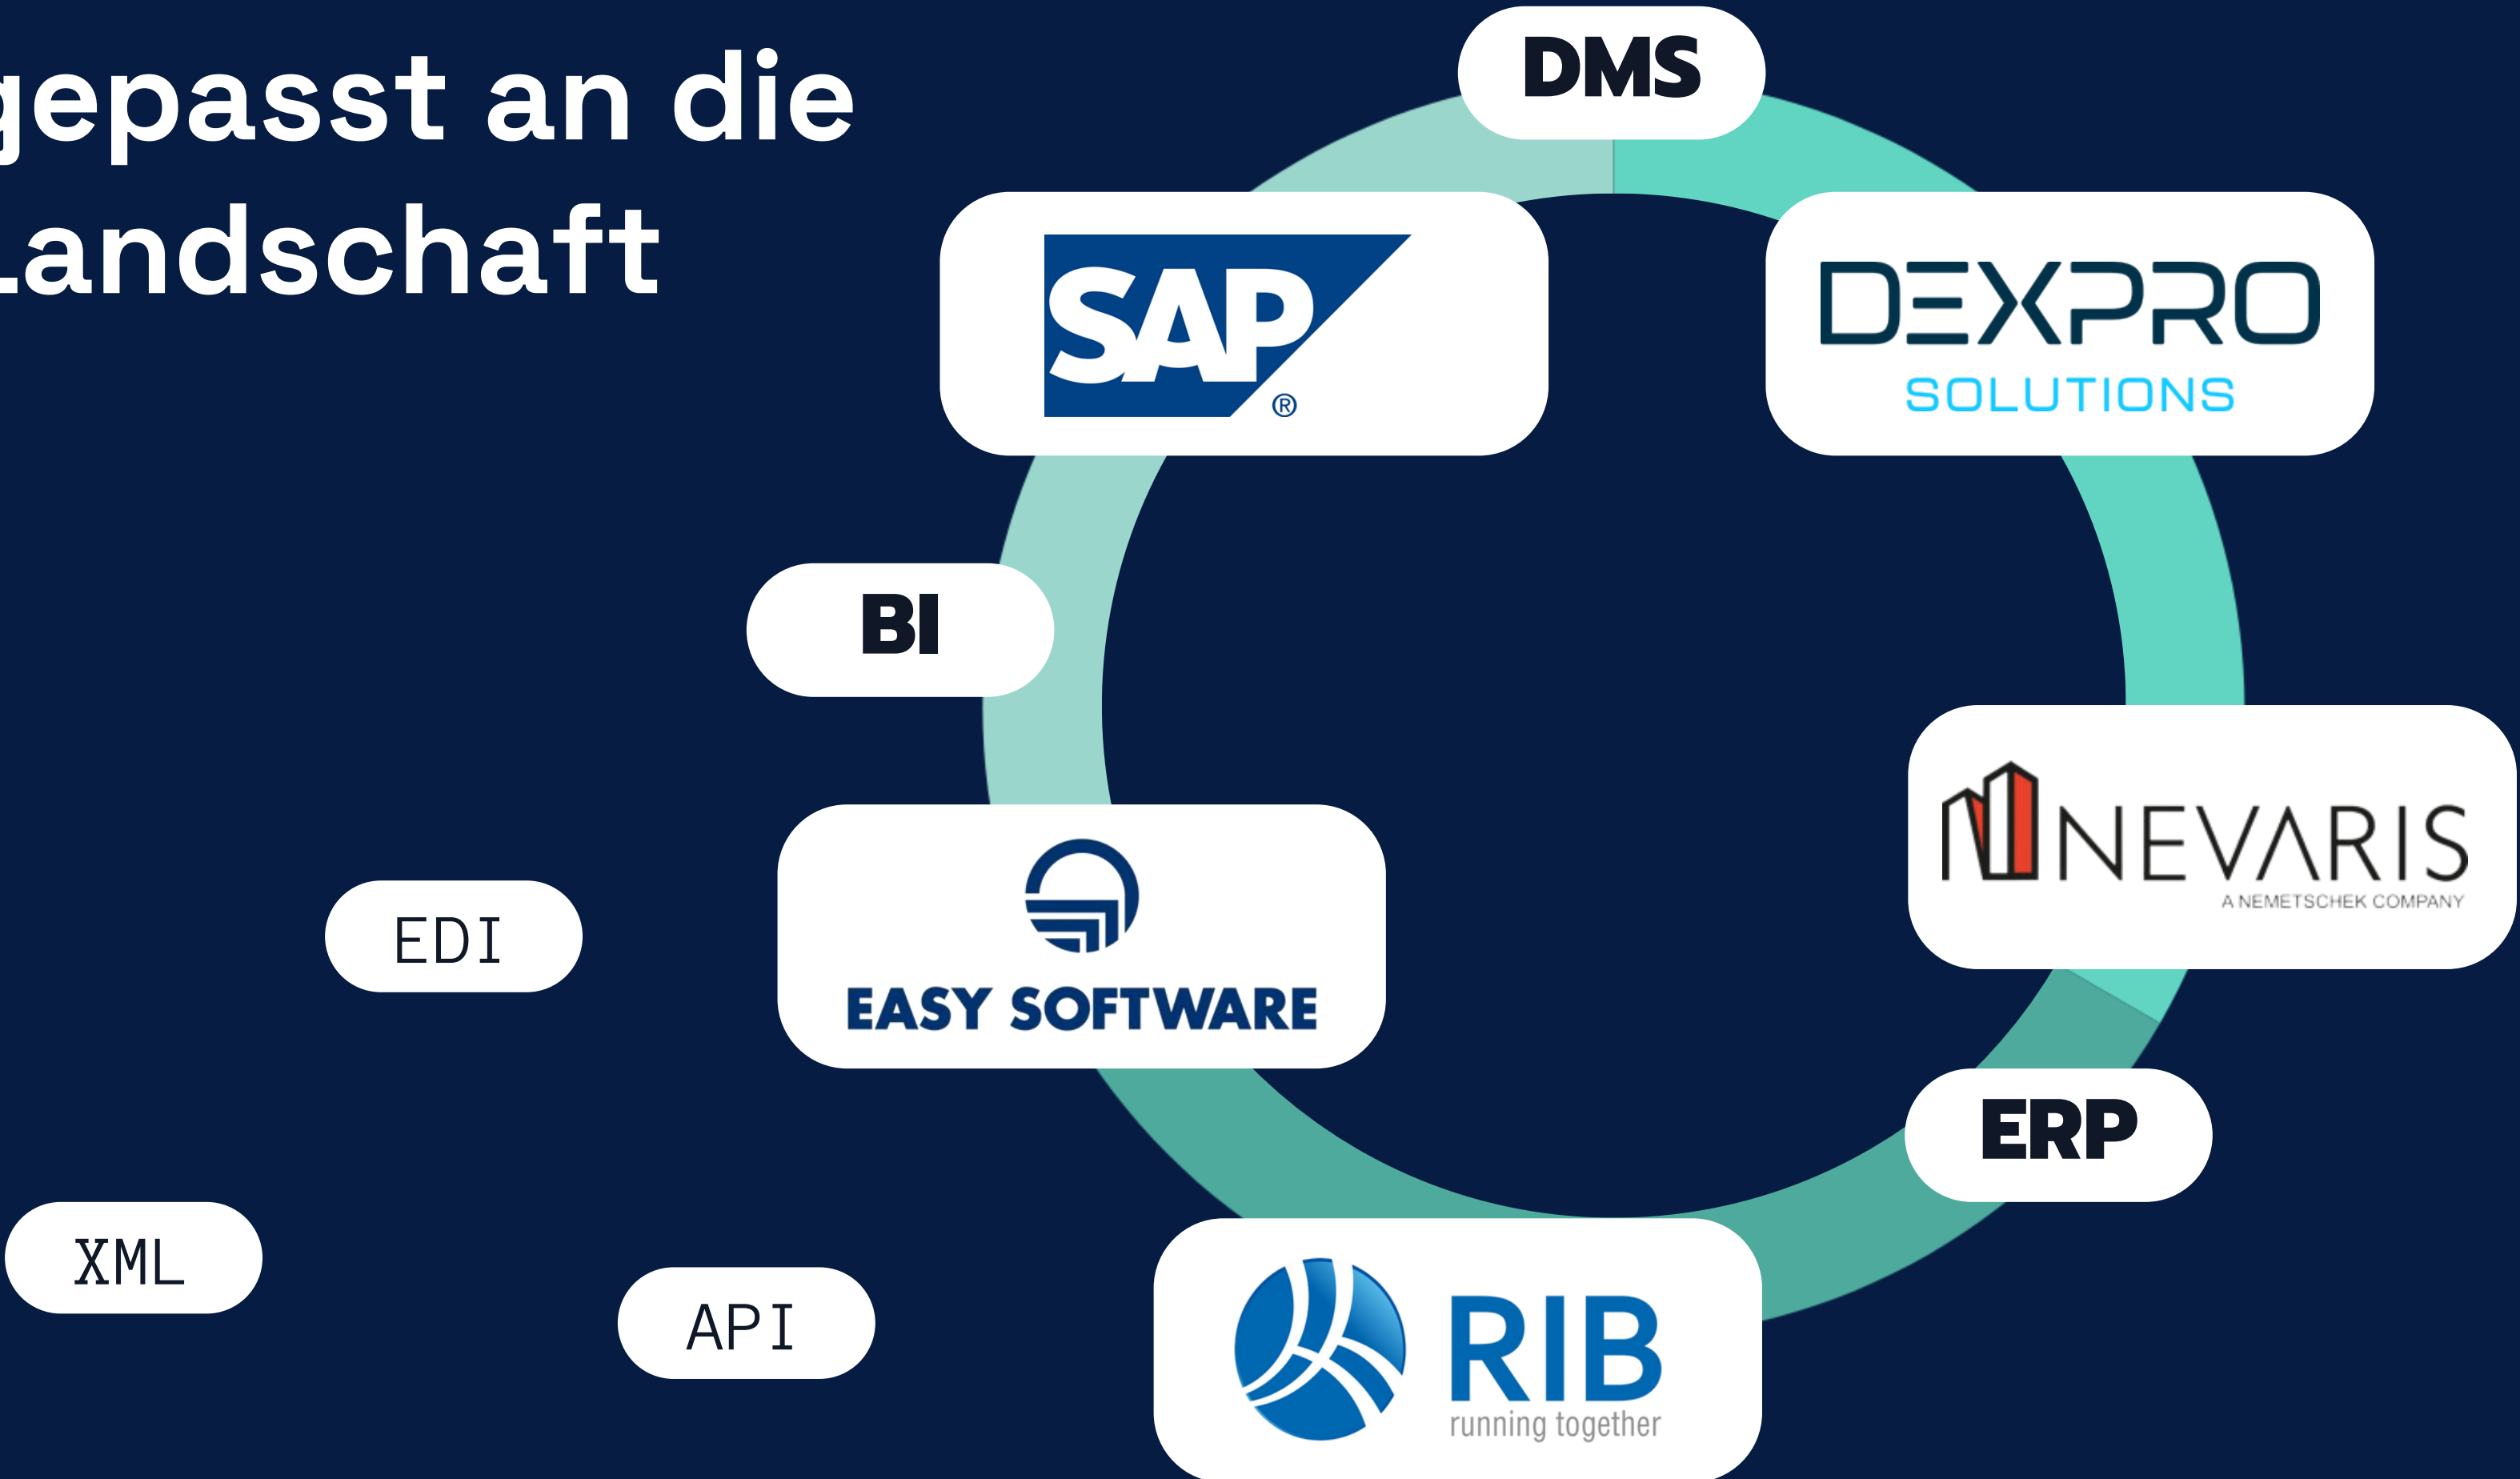 gepasst an die
Landschaft
DMS
SAP
®
DEXPRO
SOLUTIONS
BI
NEVARIS
A NEMETSCHEK COMPANY
EASY SOFTWARE
EDI
ERP
XML
API
RIB
running together